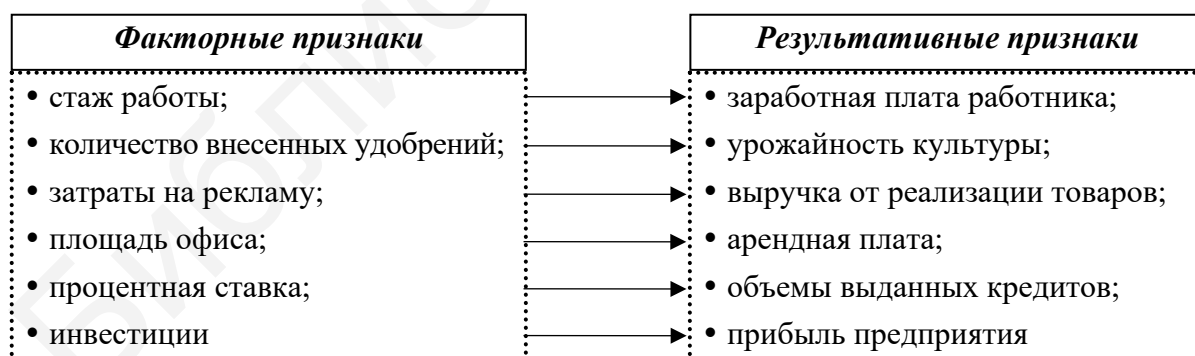 Факторные признаки
Результативные признаки
• стаж работы;
• заработная плата работника;
• количество внесенных удобрений;
• урожайность культуры;
• затраты на рекламу;
• выручка от реализации товаров;
• площадь офиса;
• арендная плата;
• процентная ставка;
• объемы выданных кредитов;
• инвестиции
• прибыль предприятия